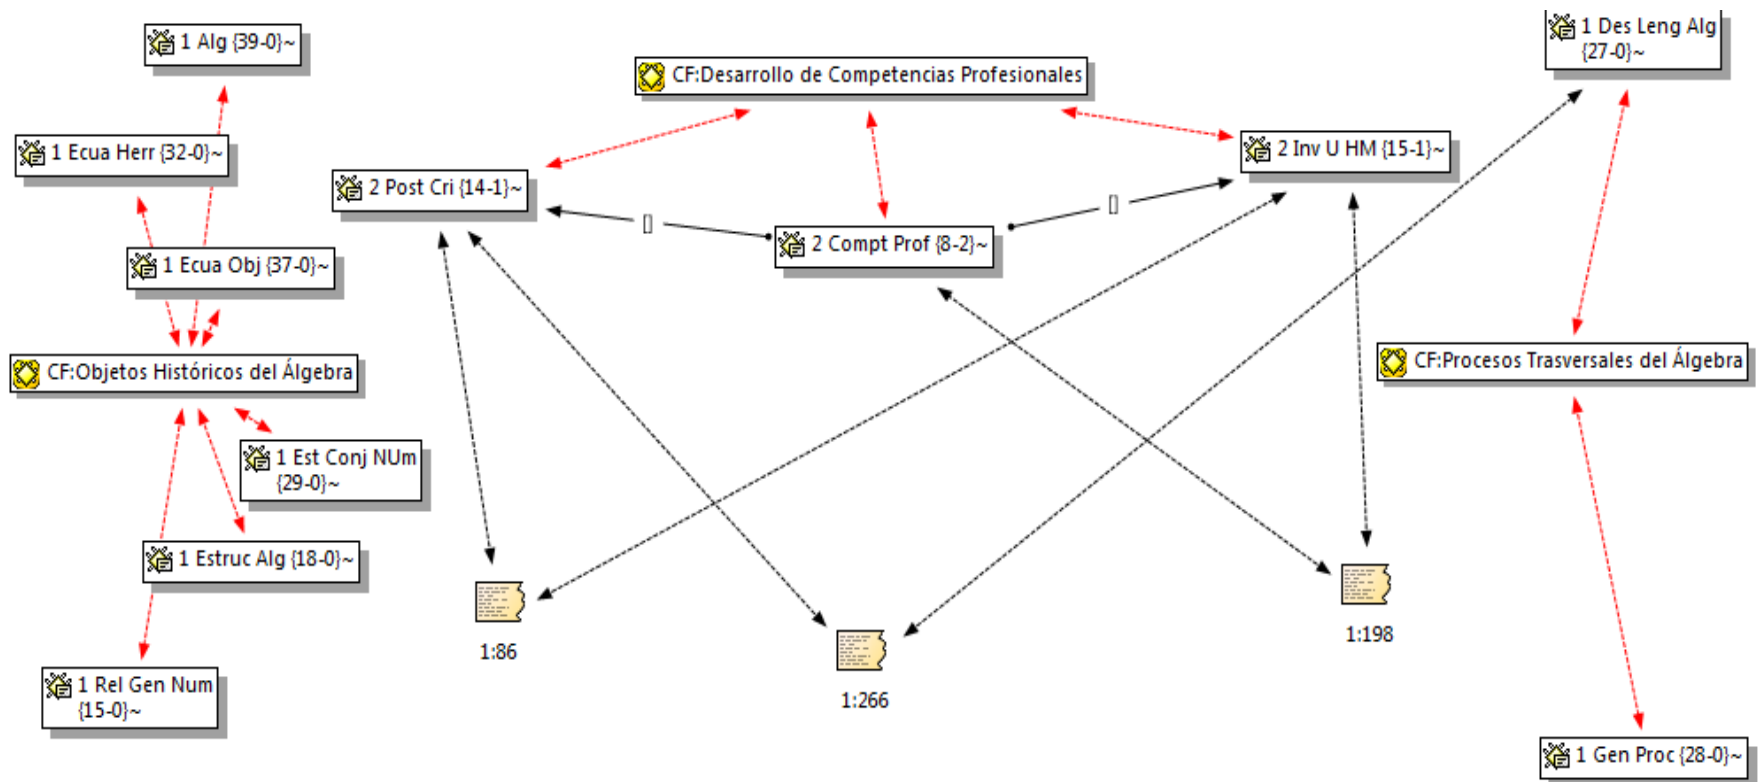 1 Alg {39-0}~
1 Ecua Herr {32-0}~
1 Ecua Obj {37-0}~
CF:Objetos Históricos del Álgebra
1 Est Conj NUm
{29-0}~
1 Estruc Alg {18-0}~
1 Rel Gen Num
{15-0}~
CF:Desarrollo de Competencias Profesionales
2 Post Cri {14-1}~
[]
2 Compt Prof {8-2}~
[]
2 Inv U HM {15-1}~
1:86
1:266
1:198
1 Des Leng Alg
{27-0}~
CF:Procesos Trasversales del Álgebra
1 Gen Proc {28-0}~